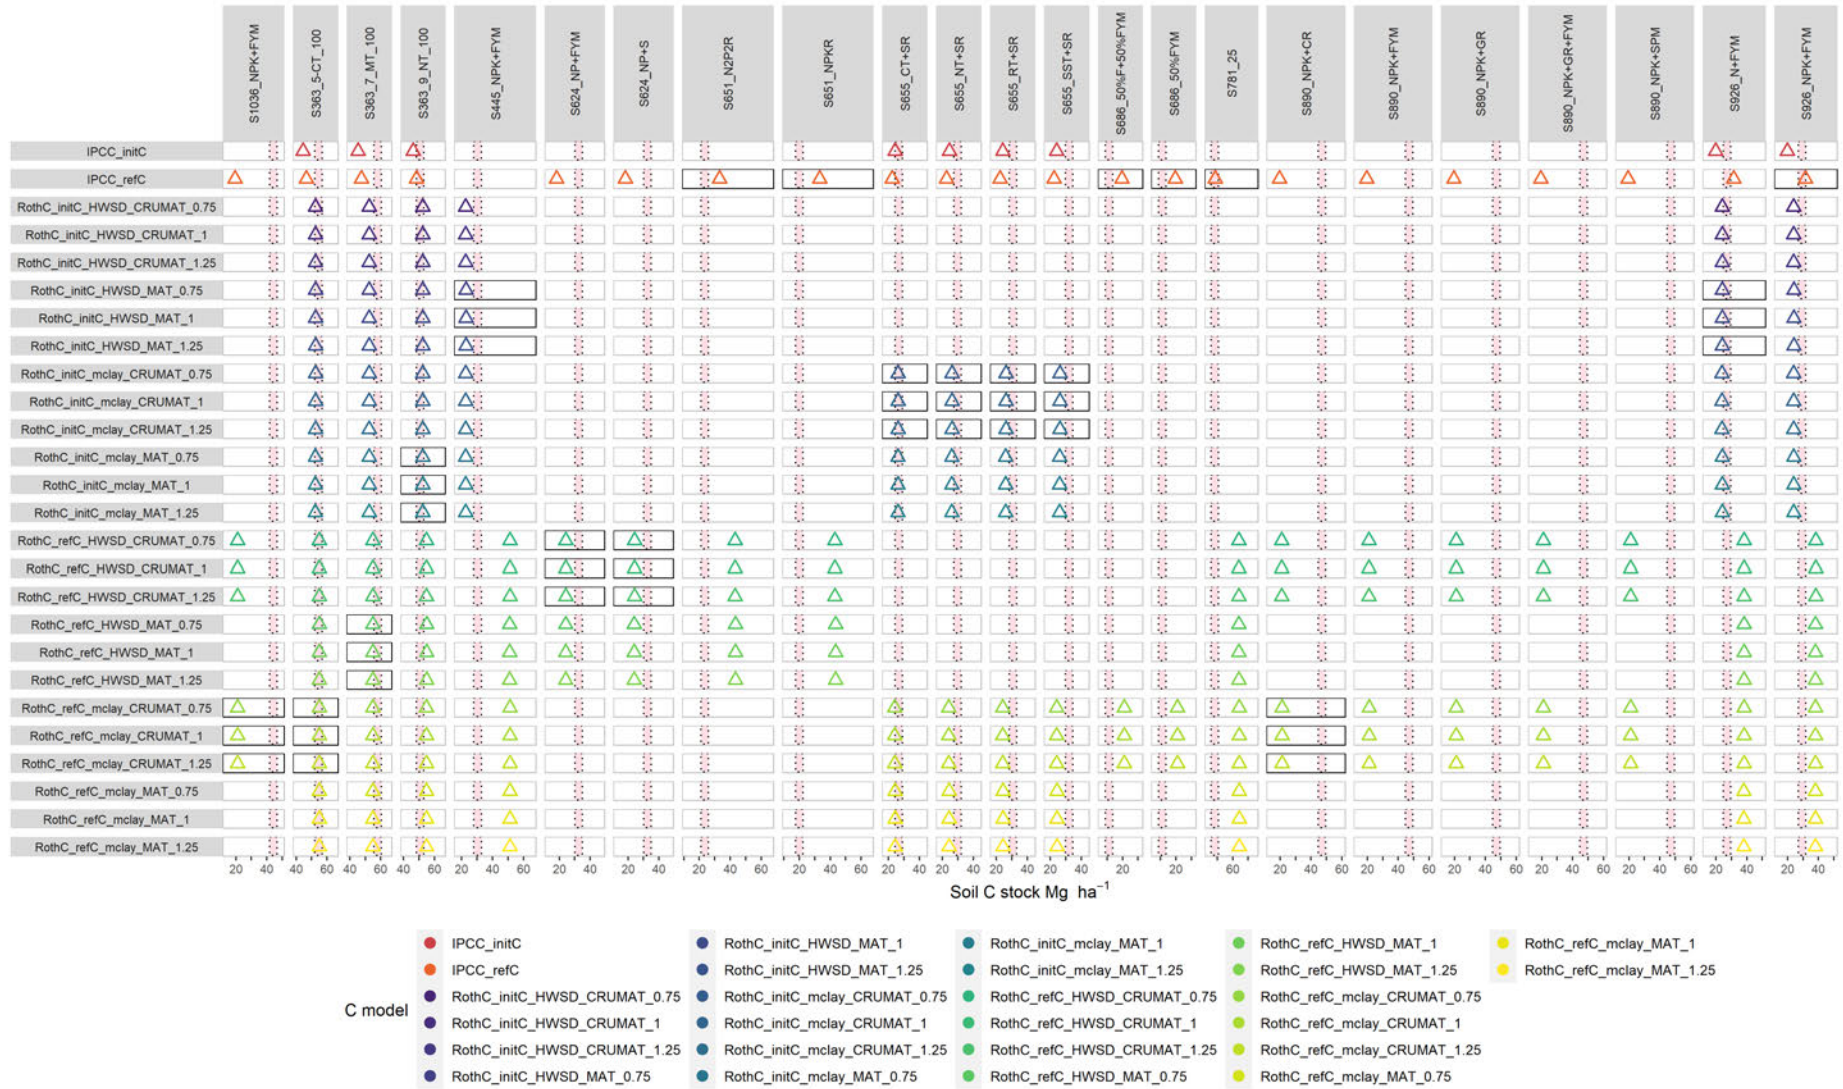 S1036_NPK+FYM
S363_5-CT_100
S363_7_MT_100
S363_9_NT_100
S445_NPK+FYM
S624_NP+FYM
S624_NP+S
S651_N2P2R
S651_NPKR
S655_CT+SR
S655_NT+SR
S655_RT+SR
S655_SST+SR
S686_50%F+50%FYM
S686_50%FYM
S781_25
S890_NPK+CR
S890_NPK+FYM
S890_NPK+GR
S890_NPK+GR+FYM
S890_NPK+SPM
S926_N+FYM
S926_NPK+FYM
IPCC_initC
IPCC_refC
RothC_initC_HWSD_CRUMAT_0.75
RothC_initC_HWSD_CRUMAT_1
RothC_initC_HWSD_CRUMAT_1.25
RothC_initC_HWSD_MAT_0.75
RothC_initC_HWSD_MAT_1
RothC_initC_HWSD_MAT_1.25
RothC_initC_mclay_CRUMAT_0.75
RothC_initC_mclay_CRUMAT_1
RothC_initC_mclay_CRUMAT_1.25
RothC_initC_mclay_MAT_0.75
RothC_initC_mclay_MAT_1
RothC_initC_mclay_MAT_1.25
RothC_refC_HWSD_CRUMAT_0.75
RothC_refC_HWSD_CRUMAT_1
RothC_refC_HWSD_CRUMAT_1.25
RothC_refC_HWSD_MAT_0.75
RothC_refC_HWSD_MAT_1
RothC_refC_HWSD_MAT_1.25
RothC_refC_mclay_CRUMAT_0.75
RothC_refC_mclay_CRUMAT_1
RothC_refC_mclay_CRUMAT_1.25
RothC_refC_mclay_MAT_0.75
RothC_refC_mclay_MAT_1
RothC_refC_mclay_MAT_1.25
20 40 40 60 40 60 40 60 20 40 60 20 40 20 40 20 40 60 20 40 60 20 40 20 40 20 40 20 40 20 40 20 40 60 20 40 60 20 40 60 20 40 60 20 40 60 20 40 60 20 40 20 40
Soil C stock Mg ha⁻¹
C model
IPCC_initC
IPCC_refC
RothC_initC_HWSD_CRUMAT_0.75
RothC_initC_HWSD_CRUMAT_1
RothC_initC_HWSD_CRUMAT_1.25
RothC_initC_HWSD_MAT_0.75
RothC_initC_HWSD_MAT_1
RothC_initC_HWSD_MAT_1.25
RothC_initC_mclay_CRUMAT_0.75
RothC_initC_mclay_CRUMAT_1
RothC_initC_mclay_CRUMAT_1.25
RothC_initC_mclay_MAT_0.75
RothC_initC_mclay_MAT_1
RothC_initC_mclay_MAT_1.25
RothC_refC_HWSD_CRUMAT_0.75
RothC_refC_HWSD_CRUMAT_1
RothC_refC_HWSD_CRUMAT_1.25
RothC_refC_HWSD_MAT_0.75
RothC_refC_HWSD_MAT_1
RothC_refC_HWSD_MAT_1.25
RothC_refC_mclay_CRUMAT_0.75
RothC_refC_mclay_CRUMAT_1
RothC_refC_mclay_CRUMAT_1.25
RothC_refC_mclay_MAT_0.75
RothC_refC_mclay_MAT_1
RothC_refC_mclay_MAT_1.25